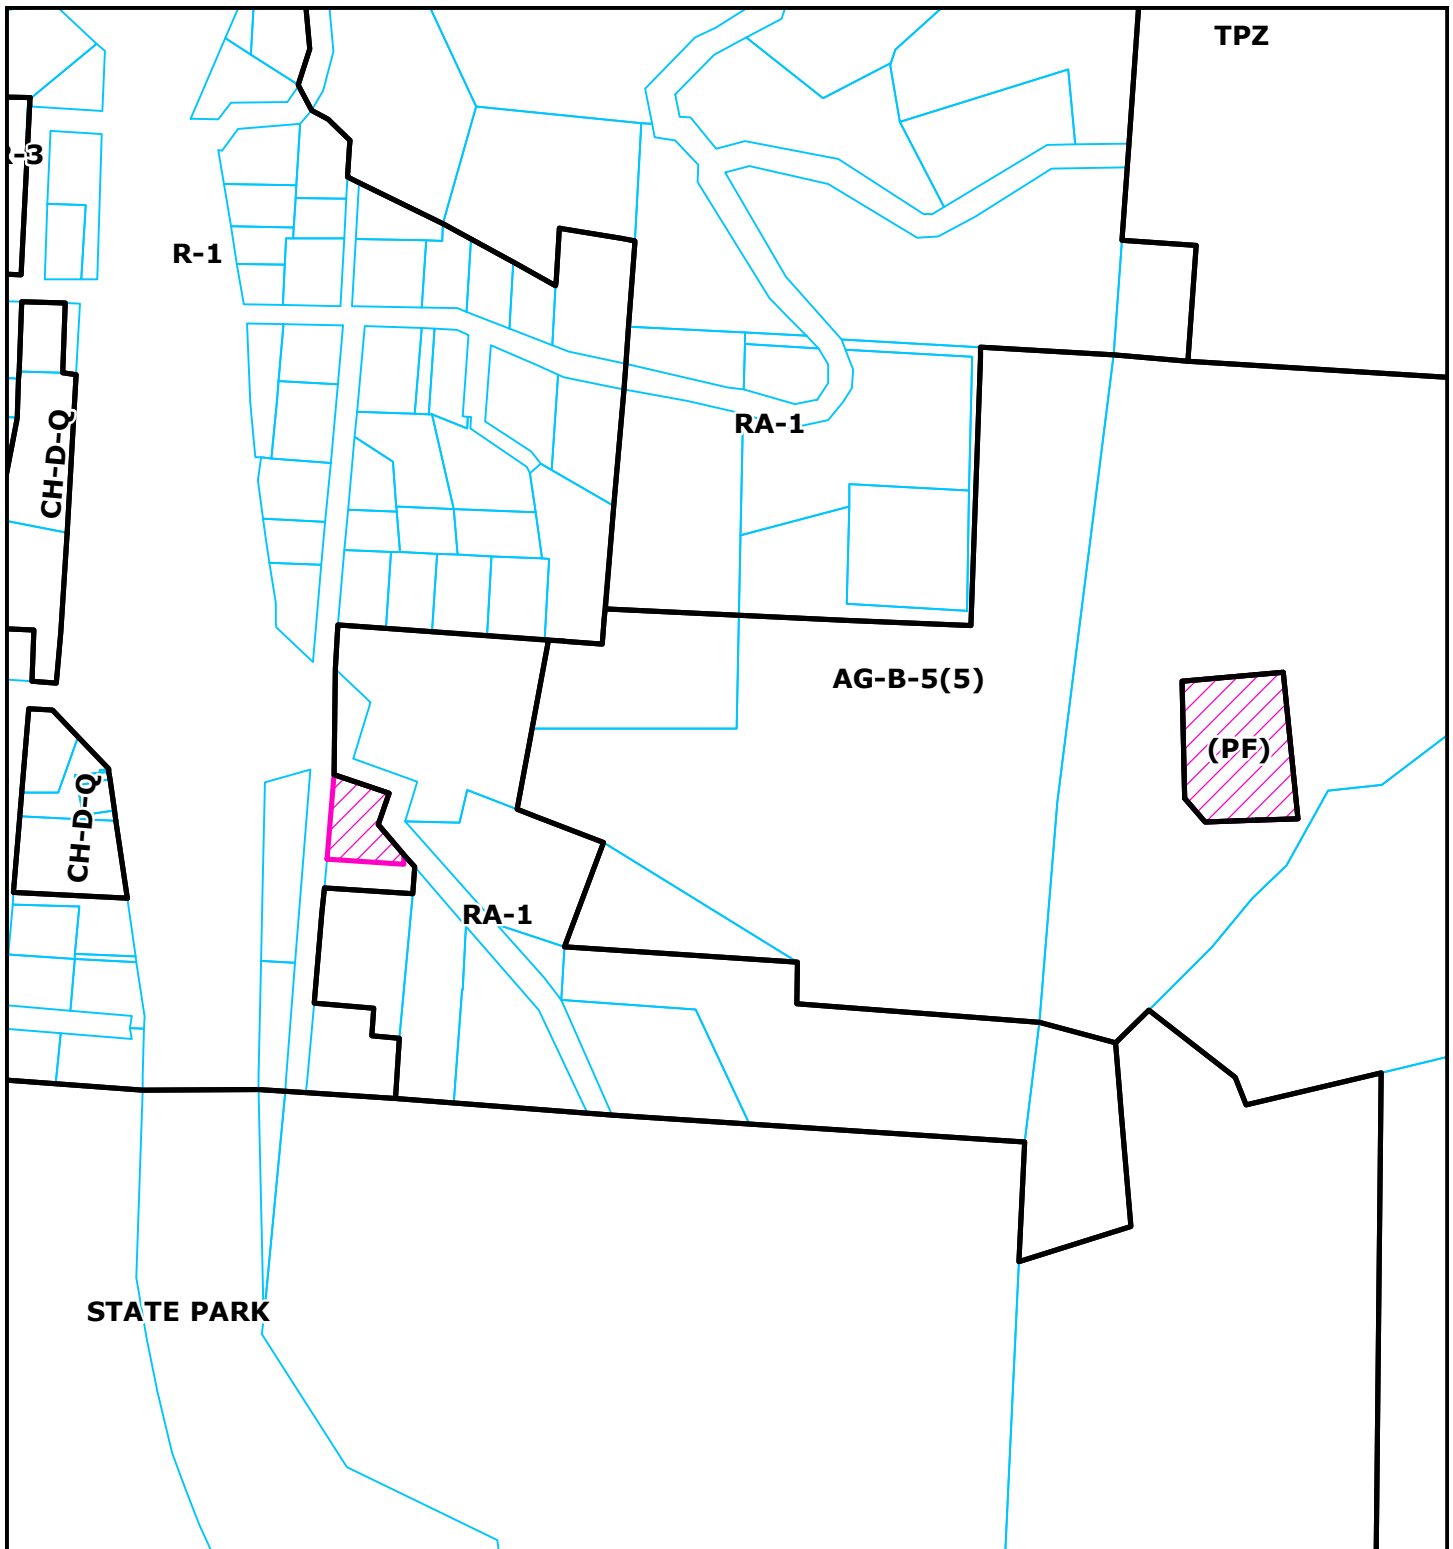 TPZ
-3
R-1
CH-D-Q
RA-1
AG-B-5(5)
(PF)
CH-D-Q
RA-1
STATE PARK